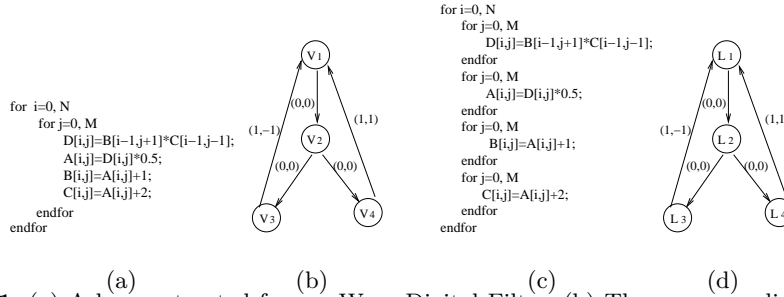 for i=0, N
for j=0, M
D[i,j]=B[i−1,j+1]*C[i-1,j-1];
A[i,j]=D[i,j]*0.5;
B[i,j]=A[i,j]+1;
C[i,j]=A[i,j]+2;
endfor
endfor
(a)
V1
(0,0)
(1,−1)
(1,1)
V2
(0,0)
(0,0)
V3
V4
(b)
for i=0, N
for j=0, M
D[i,j]=B[i−1,j+1]*C[i−1,j−1];
endfor
for j=0, M
A[i,j]=D[i,j]*0.5;
endfor
for j=0, M
B[i,j]=A[i,j]+1;
endfor
for j=0, M
C[i,j]=A[i,j]+2;
endfor
endfor
(c)
L1
(0,0)
(1,−1)
L2
(0,0)
(0,0)
L3
(d)